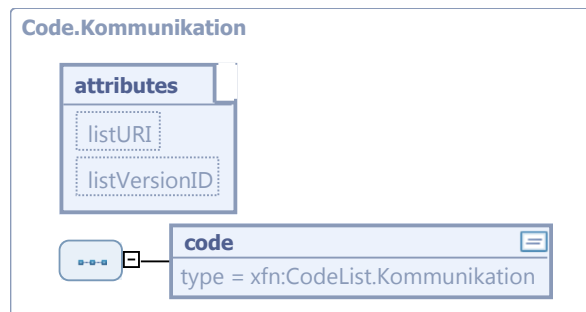 Code.Kommunikation
attributes
listURI
listVersionID
code
type = xfn:CodeList.Kommunikation